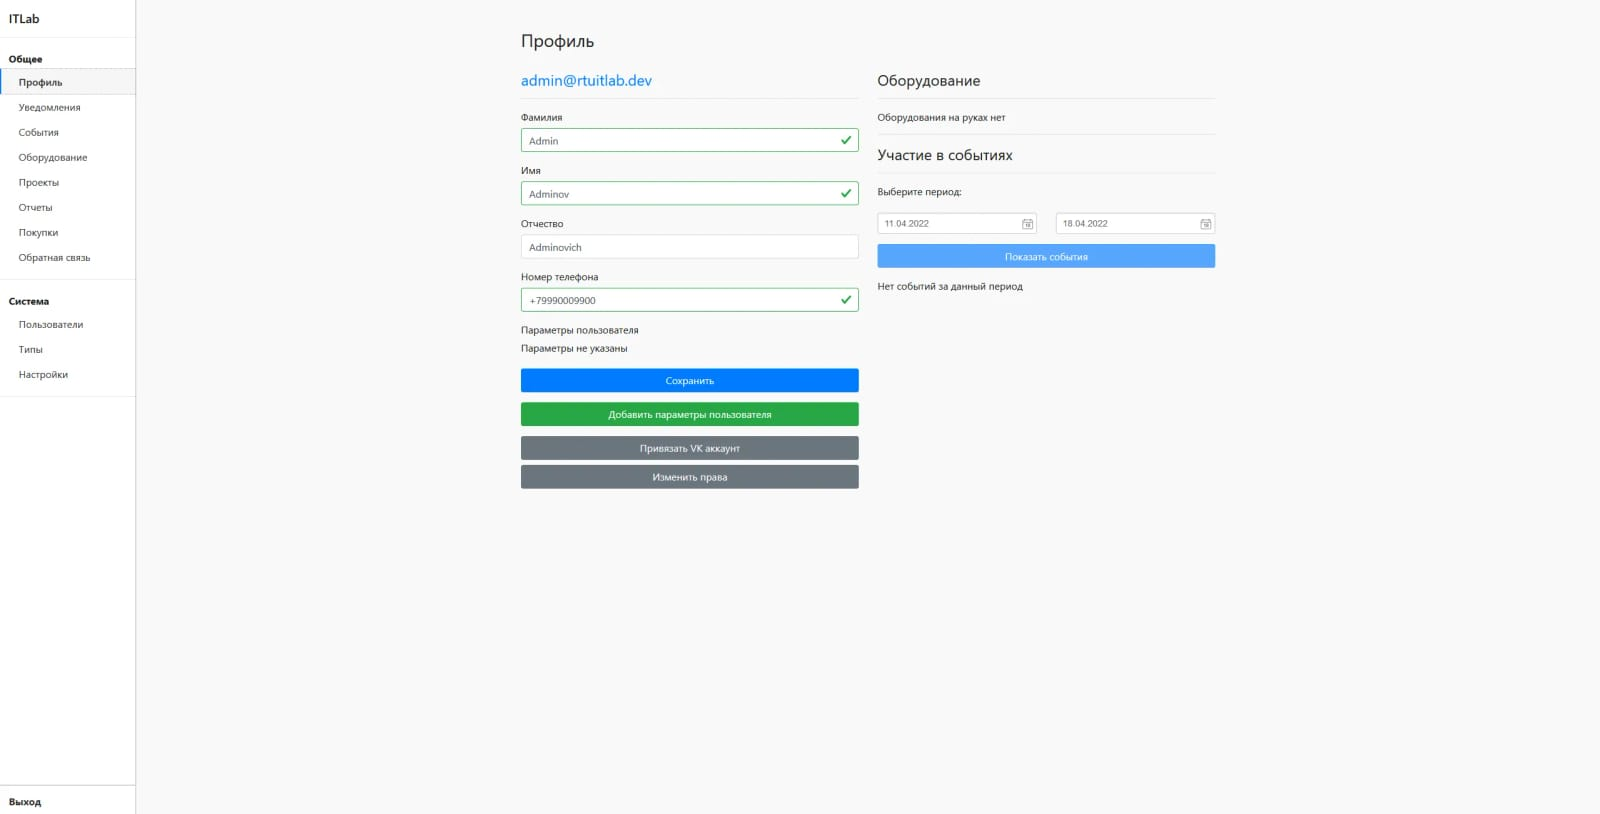 ITLab
Общее
Профиль
Уведомления
События
Оборудование
Проекты
Отчеты
Покупки
Обратная связь
Система
Пользователи
Типы
Настройки
Выход
Профиль
admin@rtuitlab.dev
Фамилия
Admin
Имя
Adminov
Отчество
Adminovich
Номер телефона
+79990009900
Параметры пользователя
Параметры не указаны
Сохранить
Добавить параметры пользователя
Привязать VK аккаунт
Изменить права
Оборудование
Оборудования на руках нет
Участие в событиях
Выберите период:
11.04.2022
18.04.2022
Показать события
Нет событий за данный период